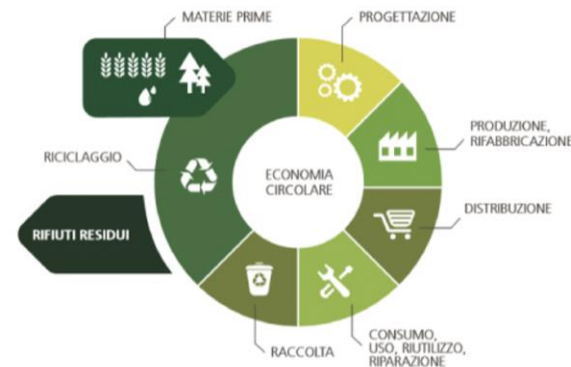 MATERIE PRIME
PROGETTAZIONE
PRODUZIONE,
RIFABBRICAZIONE
RICICLAGGIO
ECONOMIA
CIRCOLARE
DISTRIBUZIONE
RIFIUTI RESIDUI
CONSUMO,
USO, RIUTILIZZO,
RIPARAZIONE
RACCOLTA